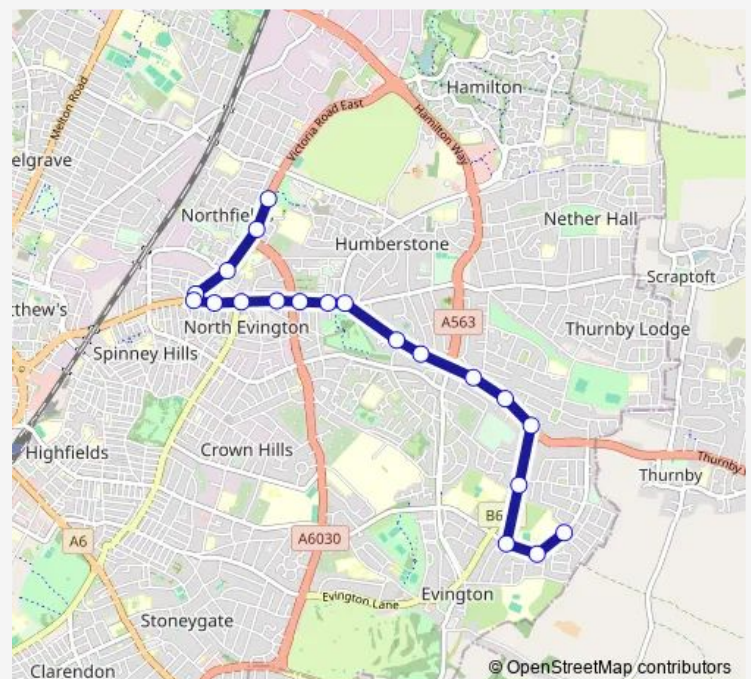 Hamilton
Melton Road
Victoria Road East
Hamilton Way
elgrave
Northfiel
Nether Hall
Humberstone
Scraptoft
tthew's
A563
North Evington
Thurnby Lodge
Spinney Hills
Highfields
Crown Hills
Thurnby
Thurnby
B6
A6
A6030
Evington Lane
Evington
Stoneygate
Clarendon
© OpenStreetMap contributors